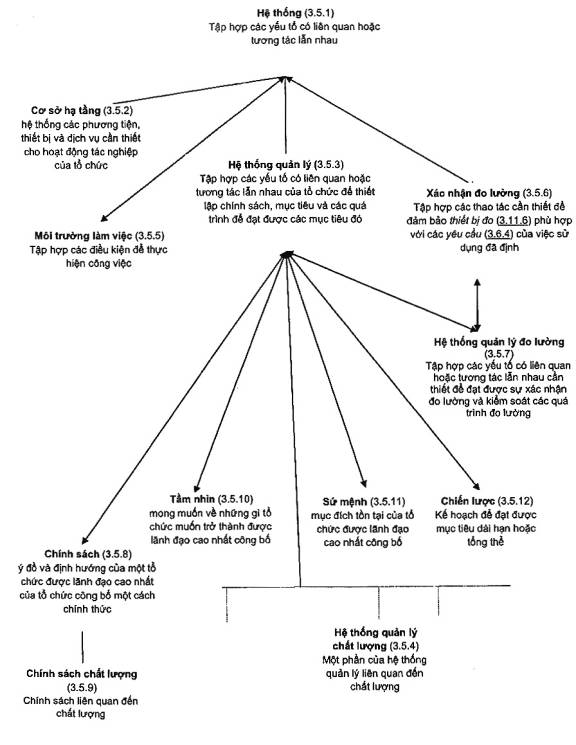 Hệ thống (3.5.1)
Tập hợp các yếu tố có liên quan hoặc
tương tác lẫn nhau
Cơ sở hạ tầng (3.5.2)
hệ thống các phương tiện,
thiết bị và dịch vụ cần thiết
cho hoạt động tác nghiệp
của tổ chức
Hệ thống quản lý (3.5.3)
Tập hợp các yếu tố có liên quan hoặc
tương tác lẫn nhau của tổ chức để thiết
lập chính sách, mục tiêu và các quá
trình để đạt được các mục tiêu đó
Xác nhận đo lường (3.5.6)
Tập hợp các thao tác cần thiết để
đảm bảo thiết bị đo (3.11.6) phù hợp
với các yêu cầu (3.6.4) của việc sử
dụng đã định
Môi trường làm việc (3.5.5)
Tập hợp các điều kiện để thực
hiện công việc
Hệ thống quản lý đo lường
(3.5.7)
Tập hợp các yếu tố có liên quan
hoặc tương tác lẫn nhau cần
thiết để đạt được sự xác nhận
đo lường và kiểm soát các quá
trình đo lường
Tầm nhìn (3.5.10)
mong muốn về những gì tổ
chức muốn trở thành được
lãnh đạo cao nhất công bố
Sứ mệnh (3.5.11)
mục đích tồn tại của tổ
chức được lãnh đạo
cao nhất công bố
Chiến lược (3.5.12)
Kế hoạch để đạt được
mục tiêu dài hạn hoặc
tổng thể
Chính sách (3.5.8)
ý đồ và định hướng của một tổ
chức được lãnh đạo cao nhất
của tổ chức công bố một cách
chính thức
Hệ thống quản lý
chất lượng (3.5.4)
Một phần của hệ thống
quản lý liên quan đến
chất lượng
Chính sách chất lượng
(3.5.9)
Chính sách liên quan đến
chất lượng